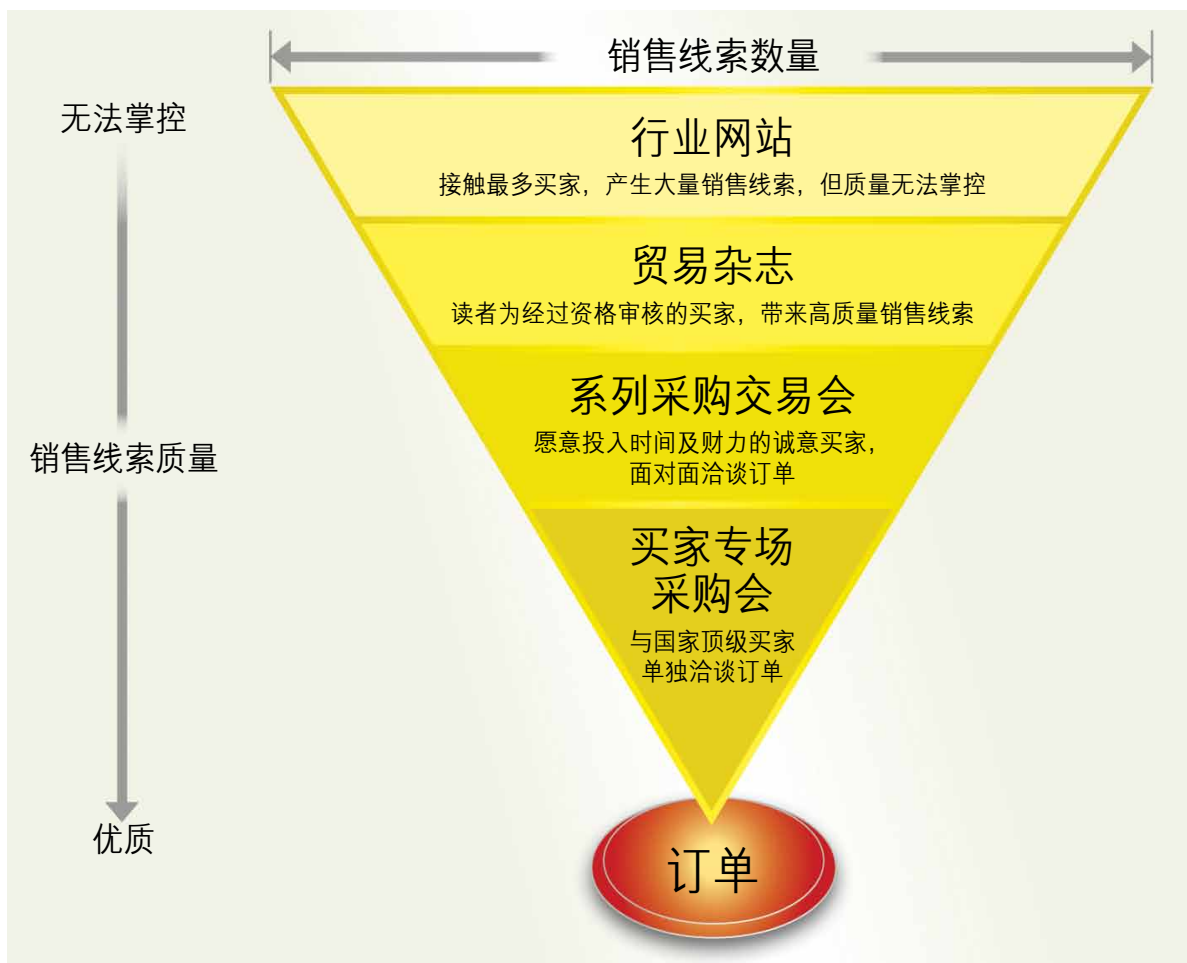 销售线索数量
无法掌控
行业网站
接触最多买家，产生大量销售线索，但质量无法掌控
贸易杂志
读者为经过资格审核的买家，带来高质量销售线索
系列采购交易会
愿意投入时间及财力的诚意买家，
面对面洽谈订单
销售线索质量
买家专场
采购会
与国家顶级买家
单独洽谈订单
优质
订单